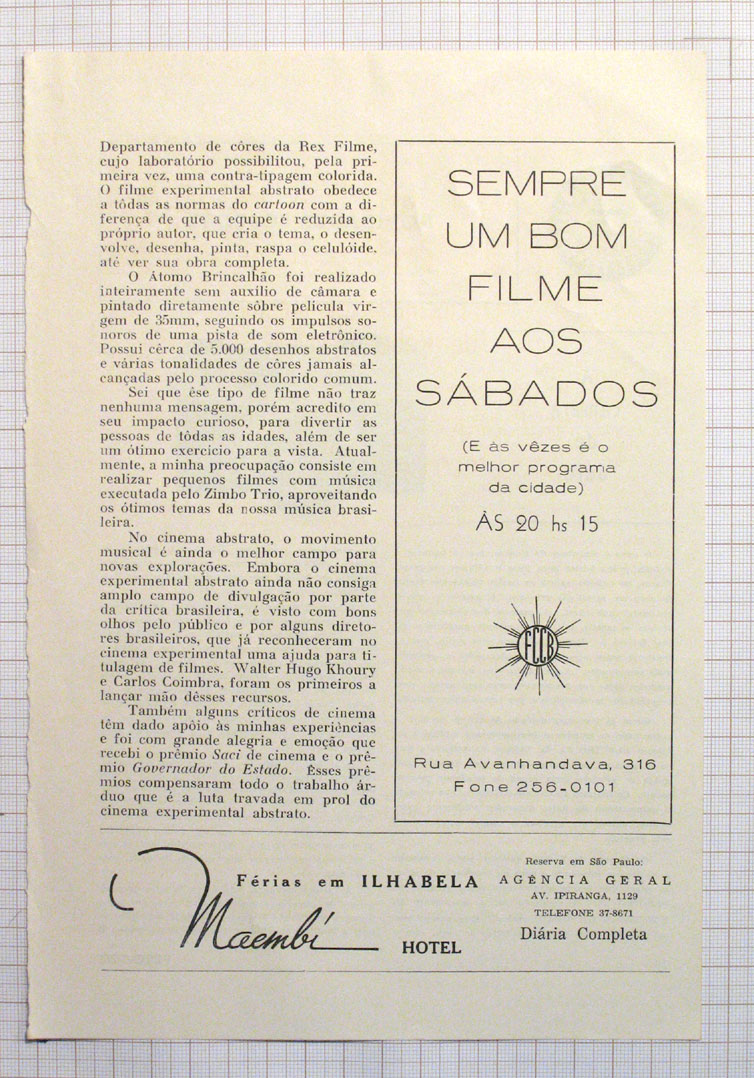 Departamento de côres da Rex Filme,
cujo laboratório possibilitou, pela pri-
meira vez, uma contra-tipagem colorida.
O filme experimental abstrato obedece
a tôdas as normas do cartoon com a di-
ferença de que a equipe é reduzida ao
próprio autor, que cria o tema, o desen-
volve, desenha, pinta, raspa o celulóide,
até ver sua obra completa.
O Átomo Brincalhão foi realizado
inteiramente sem auxílio de câmara e
pintado diretamente sôbre película vir-
gem de 35mm, seguindo os impulsos so-
noros de uma pista de som eletrônico.
Possui cêrca de 5.000 desenhos abstratos
e várias tonalidades de côres jamais al-
cançadas pelo processo colorido comum.
Sei que êse tipo de filme não traz
nenhuma mensagem, porém acredito em
seu impacto curioso, para divertir as
pessoas de tôdas as idades, além de ser
um ótimo exercício para a vista. Atual-
mente, a minha preocupação consiste em
realizar pequenos filmes com música
executada pelo Zimbo Trio, aproveitando
os ótimos temas da nossa música brasi-
leira.
No cinema abstrato, o movimento
musical é ainda o melhor campo para
novas explorações. Embora o cinema
experimental abstrato ainda não consiga
amplo campo de divulgação por parte
da crítica brasileira, é visto com bons
olhos pelo público e por alguns direto-
res brasileiros, que já reconheceram no
cinema experimental uma ajuda para ti-
tulagem de filmes. Walter Hugo Khoury
e Carlos Coimbra, foram os primeiros a
lançar mão dêsses recursos.
Também alguns críticos de cinema
têm dado apôio às minhas experiências
e foi com grande alegria e emoção que
recebi o prêmio Saci de cinema e o prê-
mio Governador do Estado. Êsses prê-
mios compensaram todo o trabalho ár-
duo que é a luta travada em prol do
cinema experimental abstrato.
SEMPRE
UM BOM
FILME
AOS
SÁBADOS
(E às vêzes é o
melhor programa
da cidade)
ÀS 20 hs 15
FCCB
Rua Avanhandava, 316
Fone 256-0101
Férias em ILHABELA
Maembi
HOTEL
Reserva em São Paulo:
AGÊNCIA GERAL
AV. IPIRANGA, 1129
TELEFONE 37-8671
Diária Completa